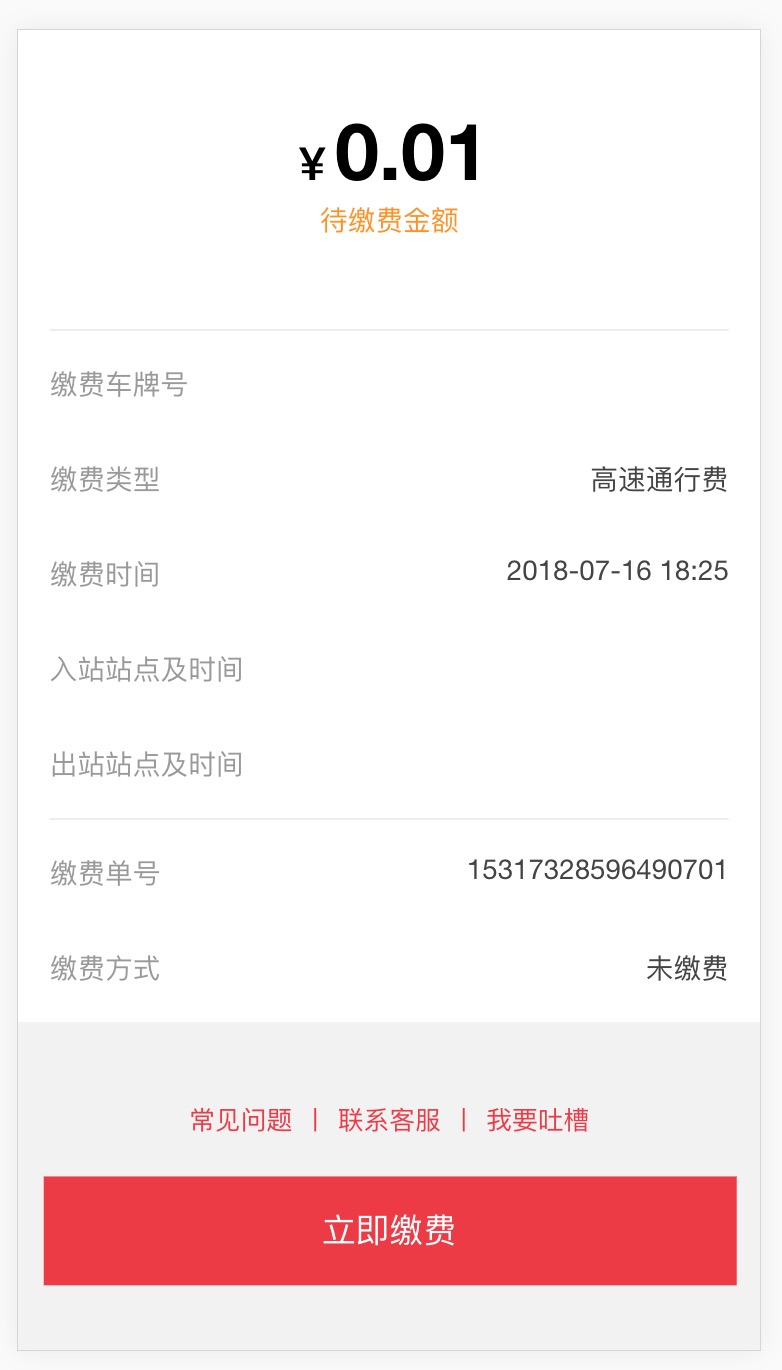 ¥0.01
待缴费金额
缴费车牌号
缴费类型 高速通行费
缴费时间 2018-07-16 18:25
入站站点及时间
出站站点及时间
缴费单号 15317328596490701
缴费方式 未缴费
常见问题 | 联系客服 | 我要吐槽
立即缴费